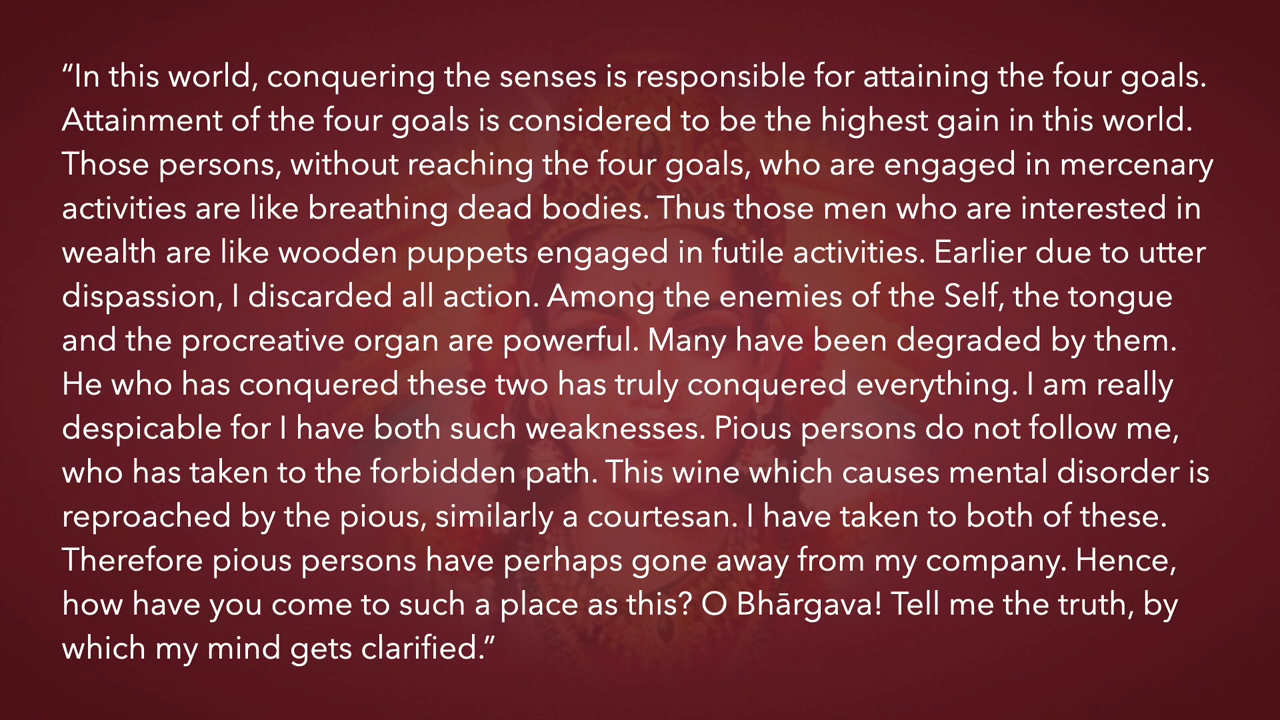 “In this world, conquering the senses is responsible for attaining the four goals.
Attainment of the four goals is considered to be the highest gain in this world.
Those persons, without reaching the four goals, who are engaged in mercenary
activities are like breathing dead bodies. Thus those men who are interested in
wealth are like wooden puppets engaged in futile activities. Earlier due to utter
dispassion, I discarded all action. Among the enemies of the Self, the tongue
and the procreative organ are powerful. Many have been degraded by them.
He who has conquered these two has truly conquered everything. I am really
despicable for I have both such weaknesses. Pious persons do not follow me,
who has taken to the forbidden path. This wine which causes mental disorder is
reproached by the pious, similarly a courtesan. I have taken to both of these.
Therefore pious persons have perhaps gone away from my company. Hence,
how have you come to such a place as this? O Bhārgava! Tell me the truth, by
which my mind gets clarified.”